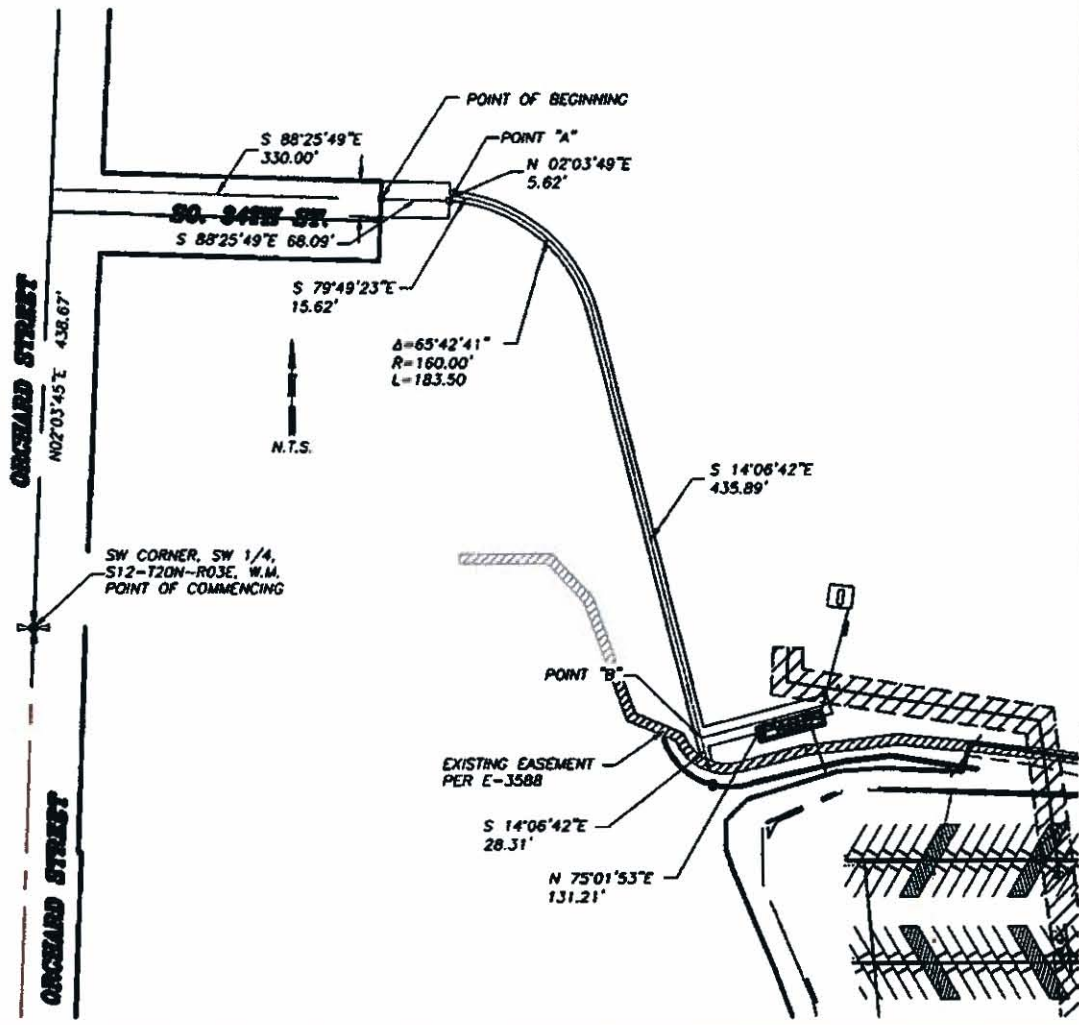 POINT OF BEGINNING
POINT "A"
S 88°25'49"E
330.00'
N 02°03'49"E
5.62'
SO. 34TH ST.
S 88°25'49"E 68.09'
S 79°49'23"E
15.62'
Δ=65°42'41"
R=160.00'
L=183.50
ORCHARD STREET
N02°03'45"E 438.67'
N.T.S.
S 14°06'42"E
435.89'
SW CORNER, SW 1/4,
S12-T20N-R03E, W.M.
POINT OF COMMENCING
POINT "B"
EXISTING EASEMENT
PER E-3588
S 14°06'42"E
28.31'
N 75°01'53"E
131.21'
ORCHARD STREET